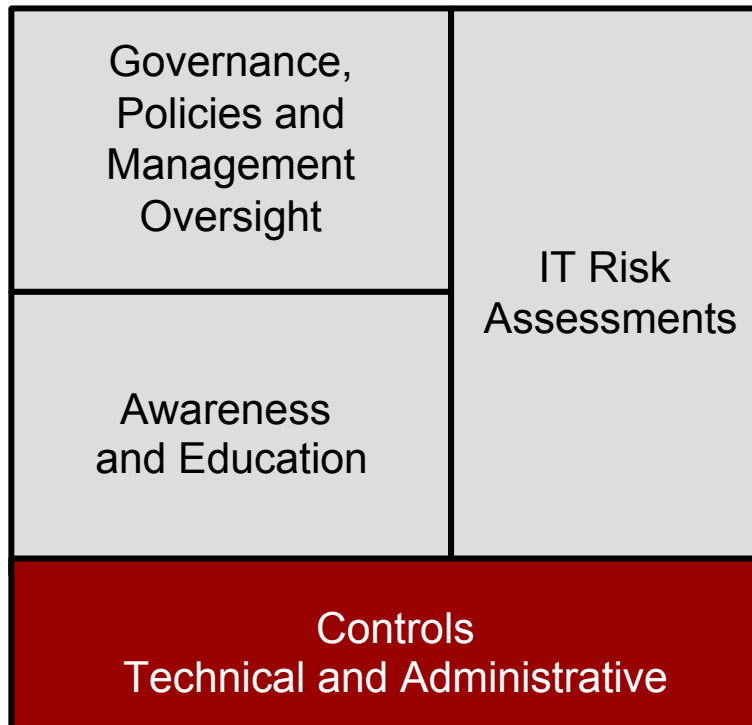 Governance,
Policies and
Management
Oversight
IT Risk
Assessments
Awareness
and Education
Controls
Technical and Administrative